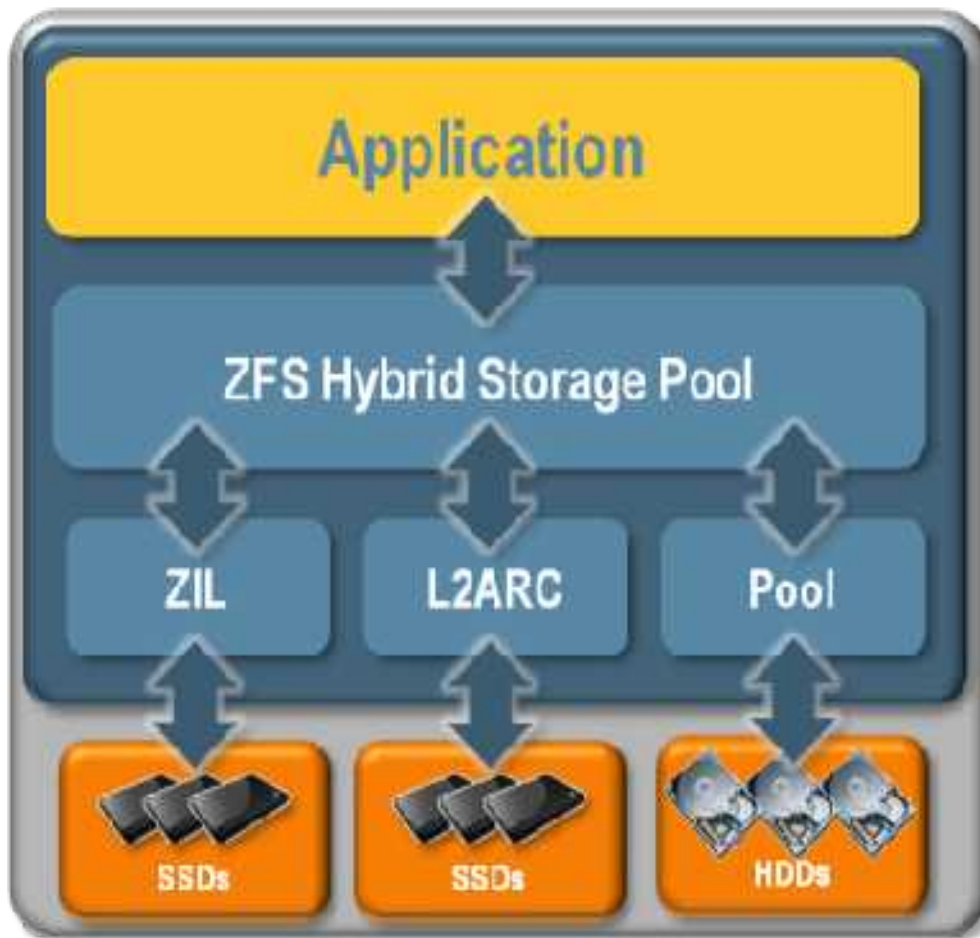 Application
ZFS Hybrid Storage Pool
ZIL
L2ARC
Pool
SSDs
SSDs
HDDs